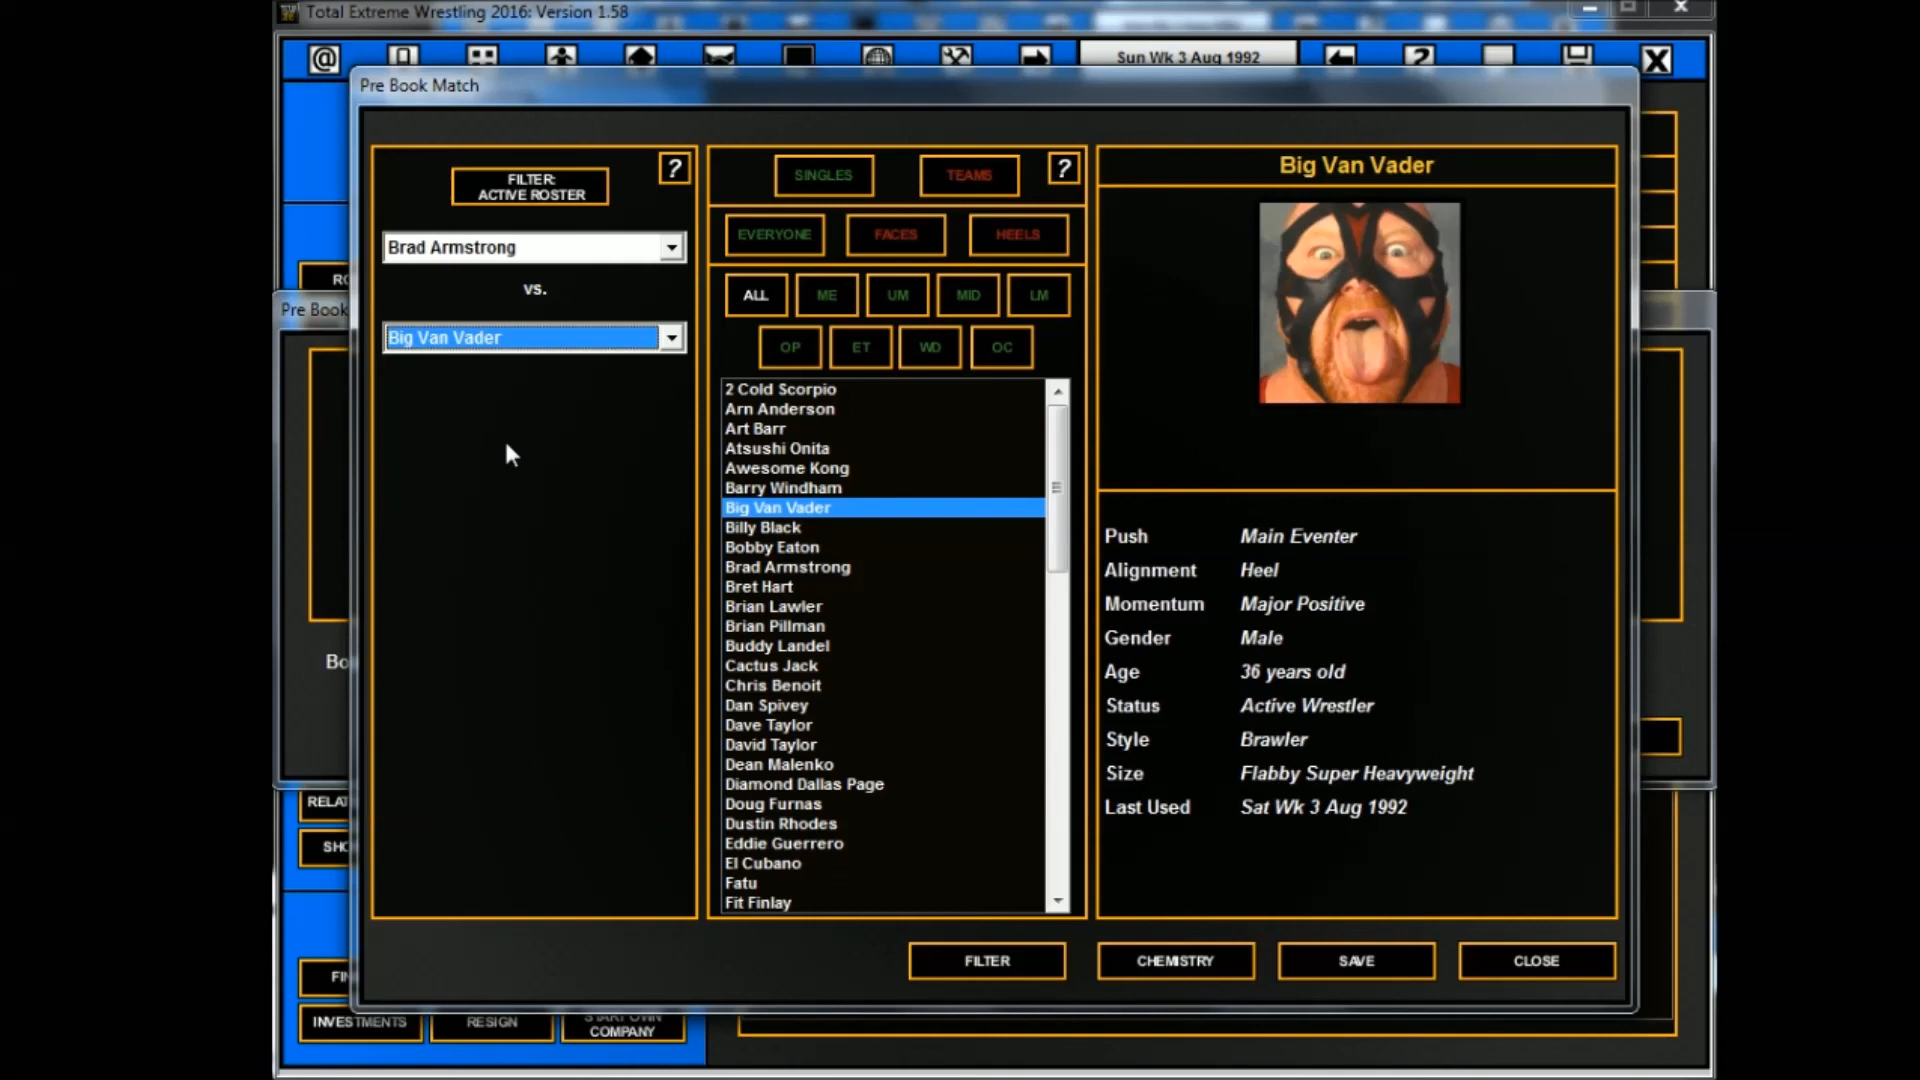 Total Extreme Wrestling 2016: Version 1.58
@
Sun Wk 3 Aug 1992
?
X
Pre Book Match
FILTER:
ACTIVE ROSTER
?
Brad Armstrong
vs.
Big Van Vader
SINGLES
TEAMS
?
EVERYONE
FACES
HEELS
ALL
ME
UM
MID
LM
OP
ET
WD
OC
2 Cold Scorpio
Arn Anderson
Art Barr
Atsushi Onita
Awesome Kong
Barry Windham
Big Van Vader
Billy Black
Bobby Eaton
Brad Armstrong
Bret Hart
Brian Lawler
Brian Pillman
Buddy Landel
Cactus Jack
Chris Benoit
Dan Spivey
Dave Taylor
David Taylor
Dean Malenko
Diamond Dallas Page
Doug Furnas
Dustin Rhodes
Eddie Guerrero
El Cubano
Fatu
Fit Finlay
Big Van Vader
Push Main Eventer
Alignment Heel
Momentum Major Positive
Gender Male
Age 36 years old
Status Active Wrestler
Style Brawler
Size Flabby Super Heavyweight
Last Used Sat Wk 3 Aug 1992
FILTER
CHEMISTRY
SAVE
CLOSE
Pre Book
INVESTMENTS
RESIGN
START OWN
COMPANY